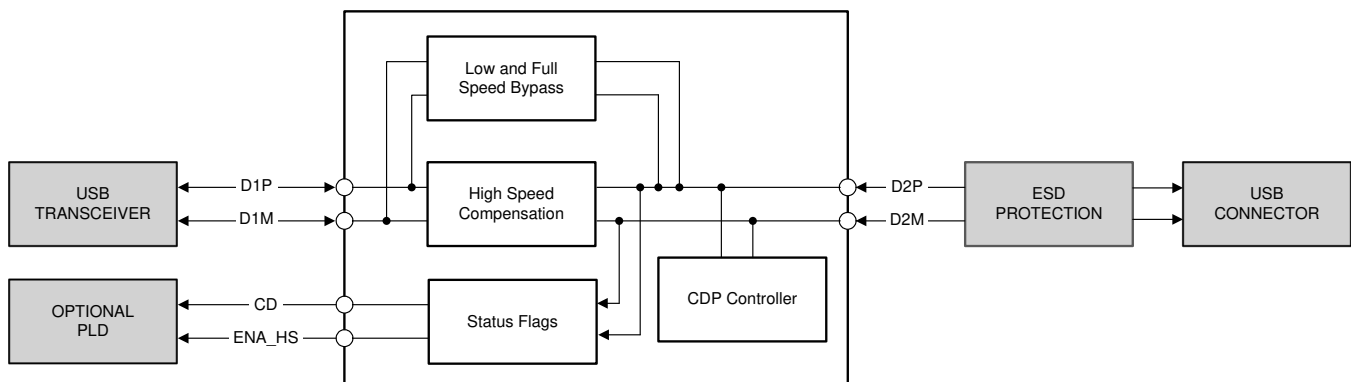 Low and Full
Speed Bypass
USB
TRANSCEIVER
D1P
D1M
High Speed
Compensation
D2P
D2M
ESD
PROTECTION
USB
CONNECTOR
OPTIONAL
PLD
CD
ENA_HS
Status Flags
CDP Controller